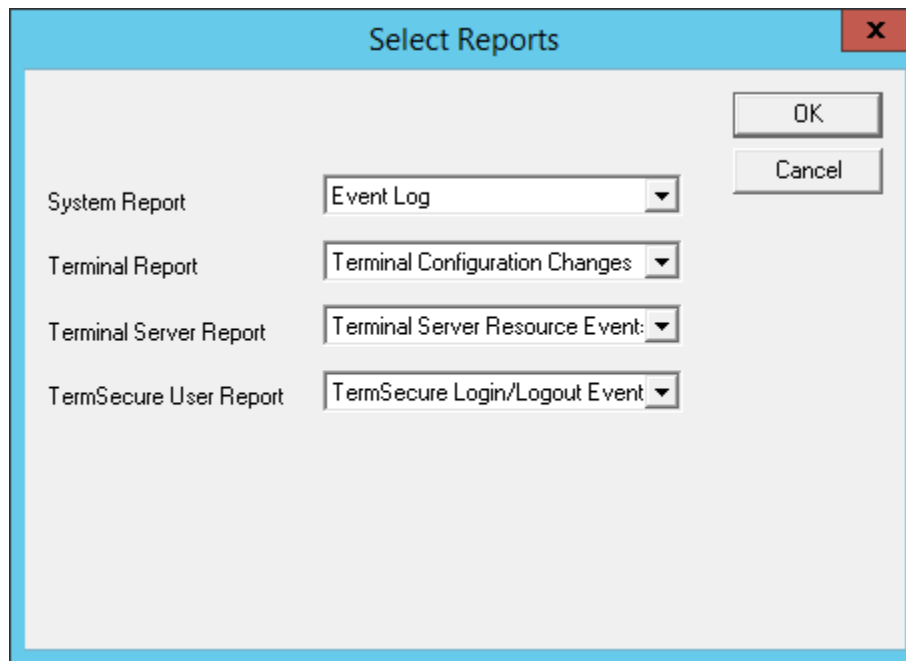 Select Reports
x
OK
Cancel
System Report
Event Log
Terminal Report
Terminal Configuration Changes
Terminal Server Report
Terminal Server Resource Event
TermSecure User Report
TermSecure Login/Logout Event